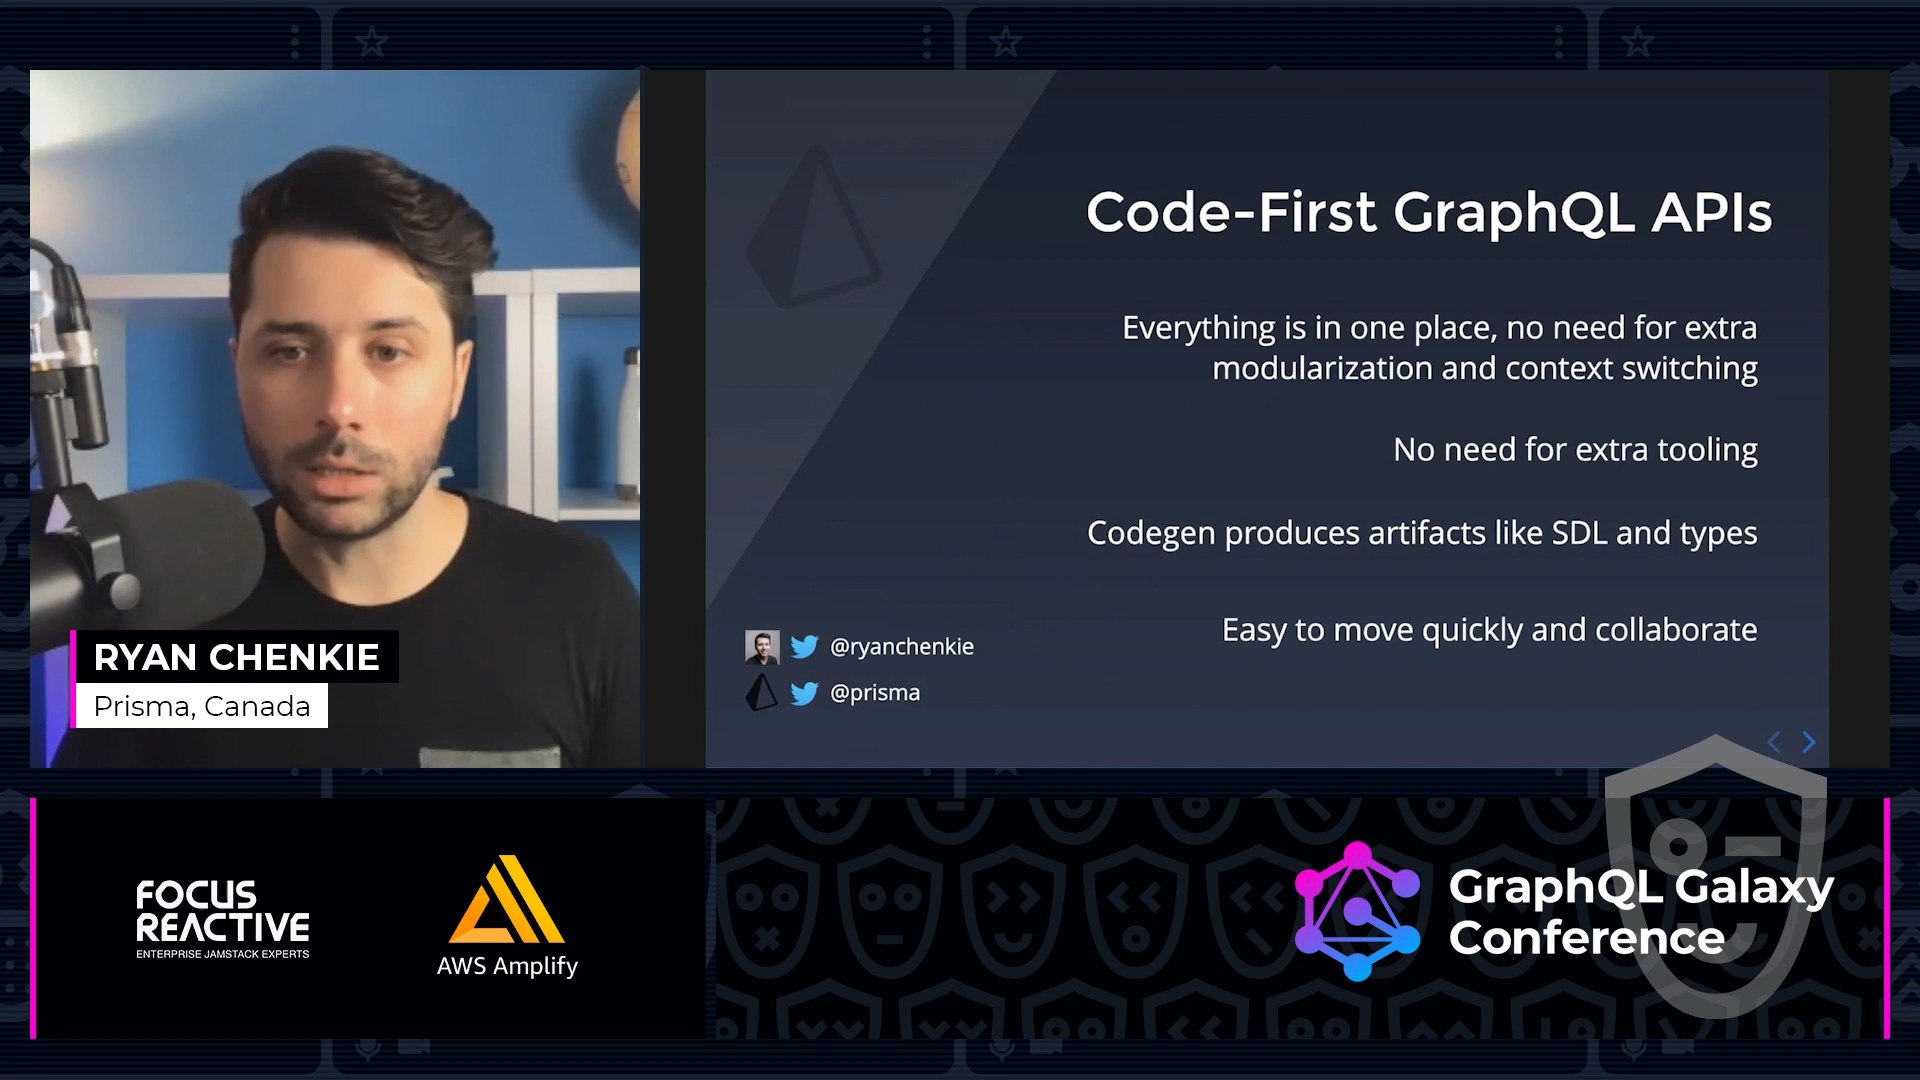 Code-First GraphQL APIs
Everything is in one place, no need for extra
modularization and context switching
No need for extra tooling
Codegen produces artifacts like SDL and types
Easy to move quickly and collaborate
@ryanchenkie
@prisma
RYAN CHENKIE
Prisma, Canada
FOCUS
REACTIVE
ENTERPRISE JAMSTACK EXPERTS
AWS Amplify
GraphQL Galaxy
Conference